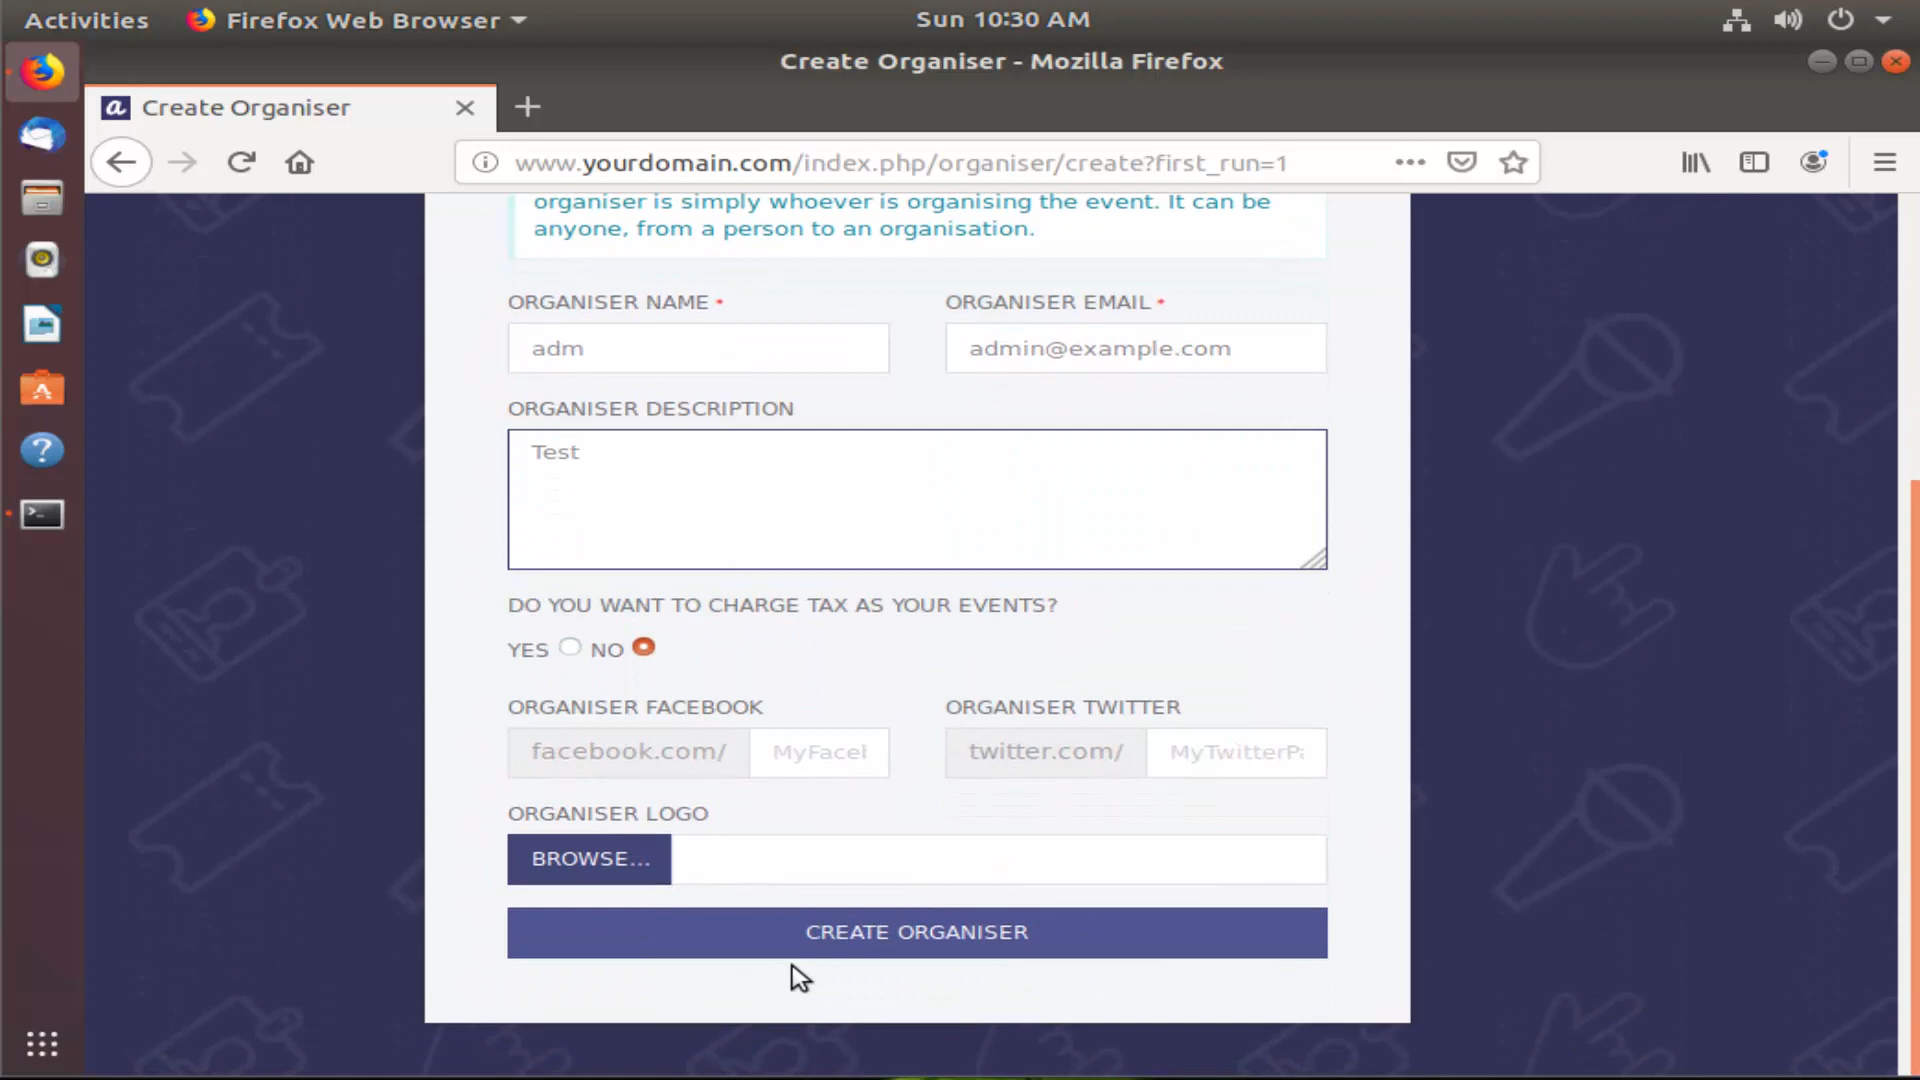 Activities Firefox Web Browser Sun 10:30 AM
Create Organiser - Mozilla Firefox
a Create Organiser
www.yourdomain.com/index.php/organiser/create?first_run=1
organiser is simply whoever is organising the event. It can be
anyone, from a person to an organisation.
ORGANISER NAME * ORGANISER EMAIL *
adm admin@example.com
ORGANISER DESCRIPTION
Test
DO YOU WANT TO CHARGE TAX AS YOUR EVENTS?
YES NO
ORGANISER FACEBOOK ORGANISER TWITTER
facebook.com/ MyFacel twitter.com/ MyTwitterPa
ORGANISER LOGO
BROWSE...
CREATE ORGANISER